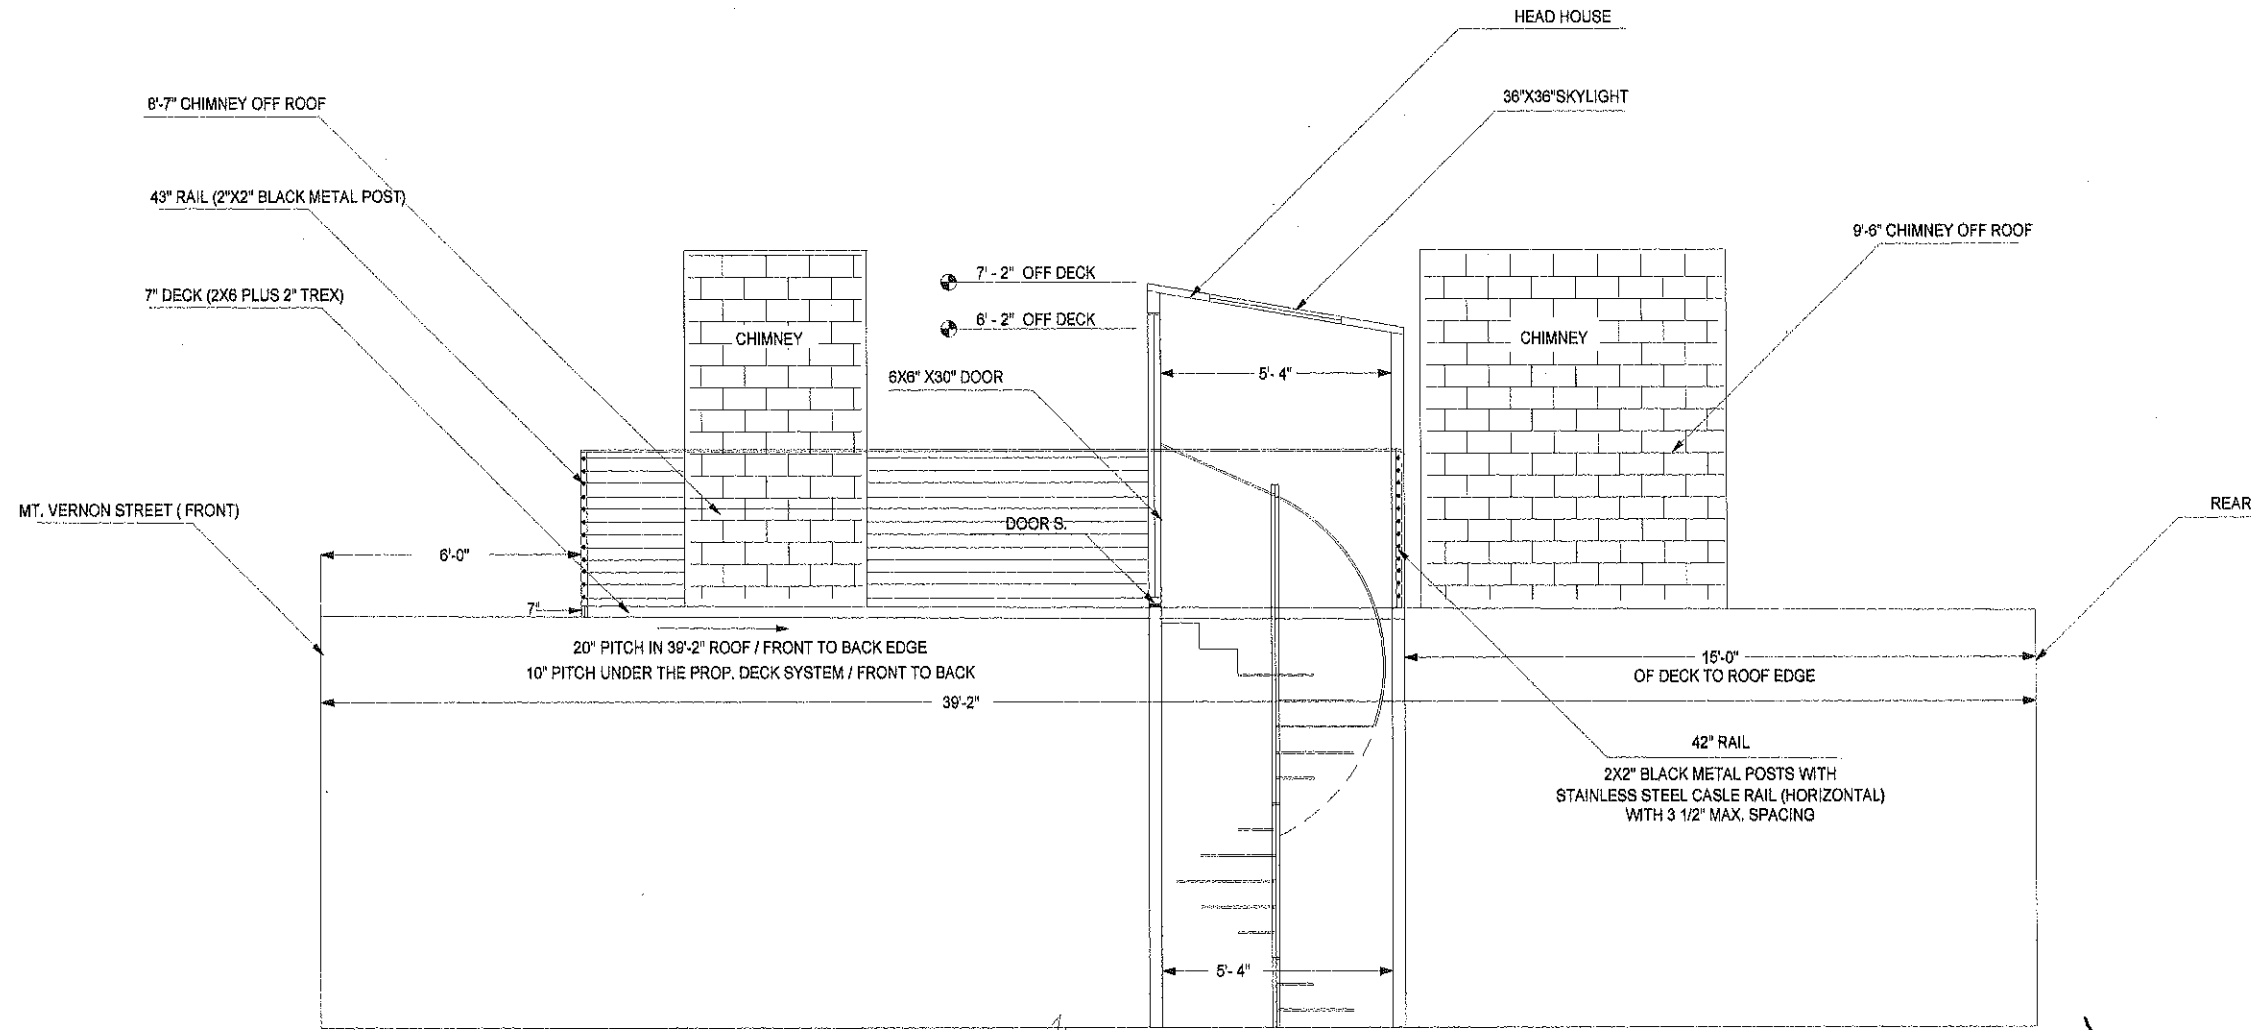 HEAD HOUSE
36"X36"SKYLIGHT
8'-7" CHIMNEY OFF ROOF
43" RAIL (2"X2" BLACK METAL POST)
9'-6" CHIMNEY OFF ROOF
7" DECK (2X6 PLUS 2" TREX)
7'- 2" OFF DECK
6'- 2" OFF DECK
CHIMNEY
CHIMNEY
6X6" X30" DOOR
5'- 4"
MT. VERNON STREET ( FRONT)
REAR
DOOR S.
6'-0"
7"
20" PITCH IN 39'-2" ROOF / FRONT TO BACK EDGE
10" PITCH UNDER THE PROP. DECK SYSTEM / FRONT TO BACK
15'-0"
OF DECK TO ROOF EDGE
39'-2"
42" RAIL
2X2" BLACK METAL POSTS WITH
STAINLESS STEEL CASLE RAIL (HORIZONTAL)
WITH 3 1/2" MAX. SPACING
5'- 4"